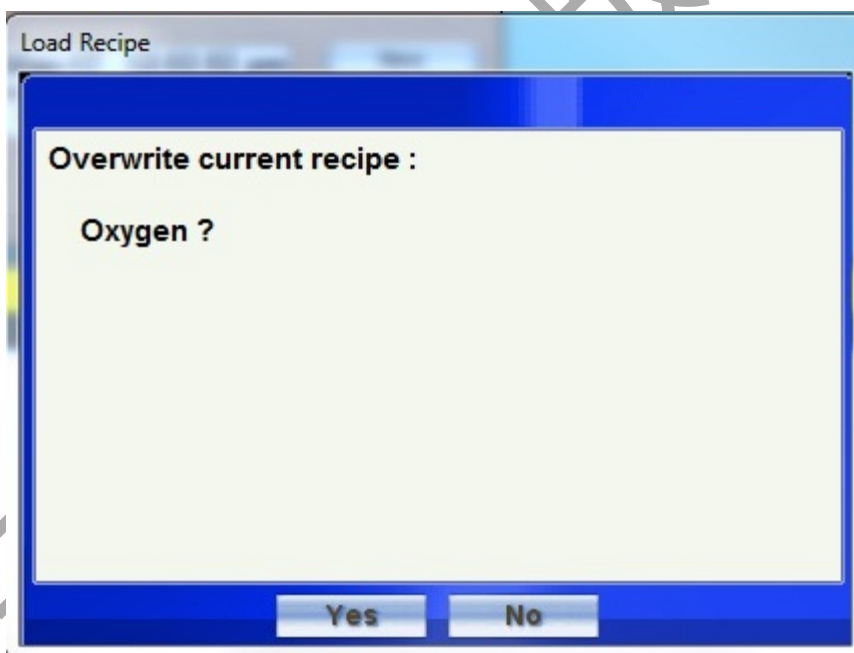 Load Recipe
Overwrite current recipe :
Oxygen ?
Yes
No